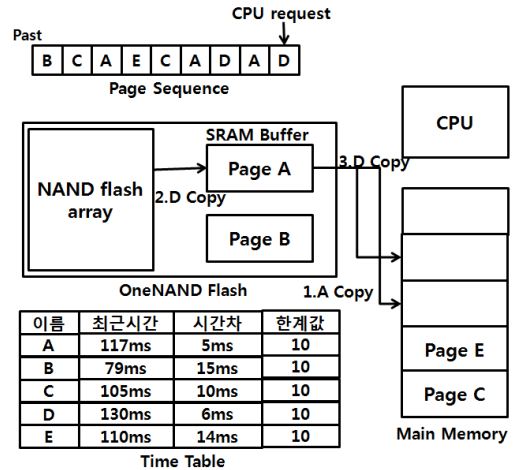 CPU request
Past
B C A E C A D A D
Page Sequence
CPU
SRAM Buffer
NAND flash
array
Page A
3.D Copy
2.D Copy
Page B
OneNAND Flash
1.A Copy
이름 최근시간 시간차 한계값
A 117ms 5ms 10
B 79ms 15ms 10
C 105ms 10ms 10
D 130ms 6ms 10
E 110ms 14ms 10
Time Table
Page E
Page C
Main Memory